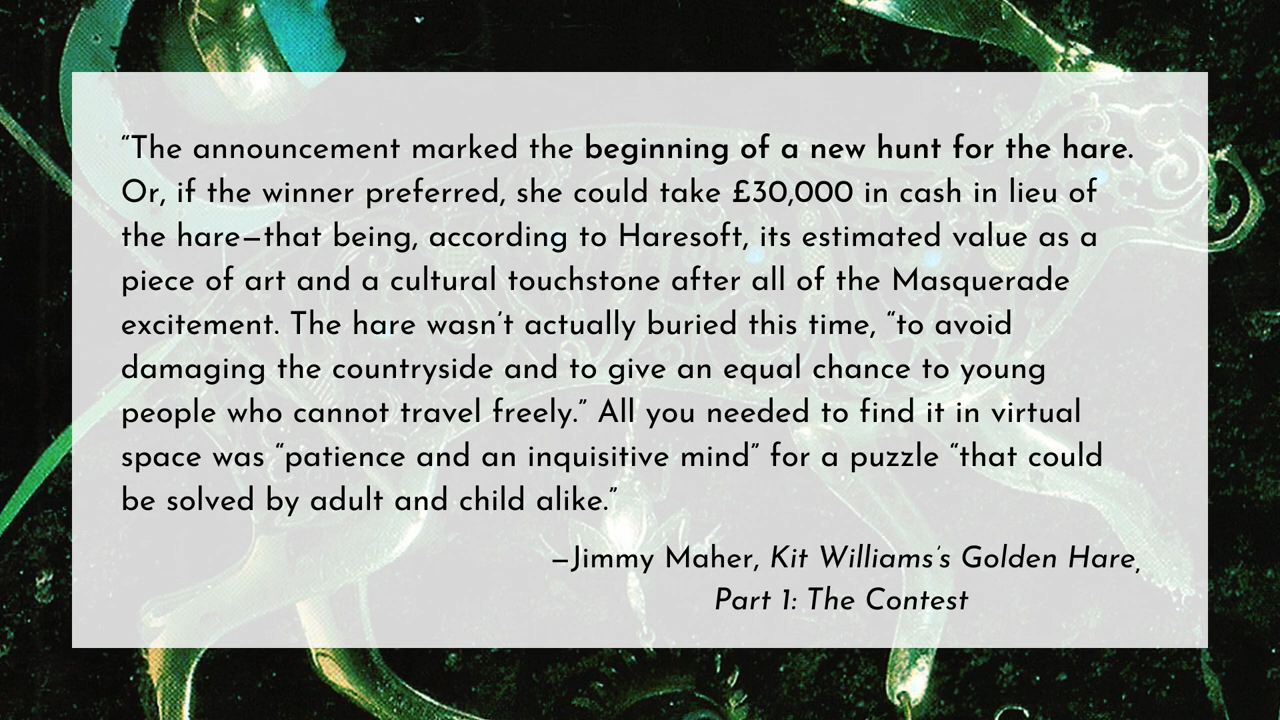 “The announcement marked the beginning of a new hunt for the hare.
Or, if the winner preferred, she could take £30,000 in cash in lieu of
the hare—that being, according to Haresoft, its estimated value as a
piece of art and a cultural touchstone after all of the Masquerade
excitement. The hare wasn’t actually buried this time, “to avoid
damaging the countryside and to give an equal chance to young
people who cannot travel freely.” All you needed to find it in virtual
space was “patience and an inquisitive mind” for a puzzle “that could
be solved by adult and child alike.”
—Jimmy Maher, Kit Williams’s Golden Hare,
Part 1: The Contest